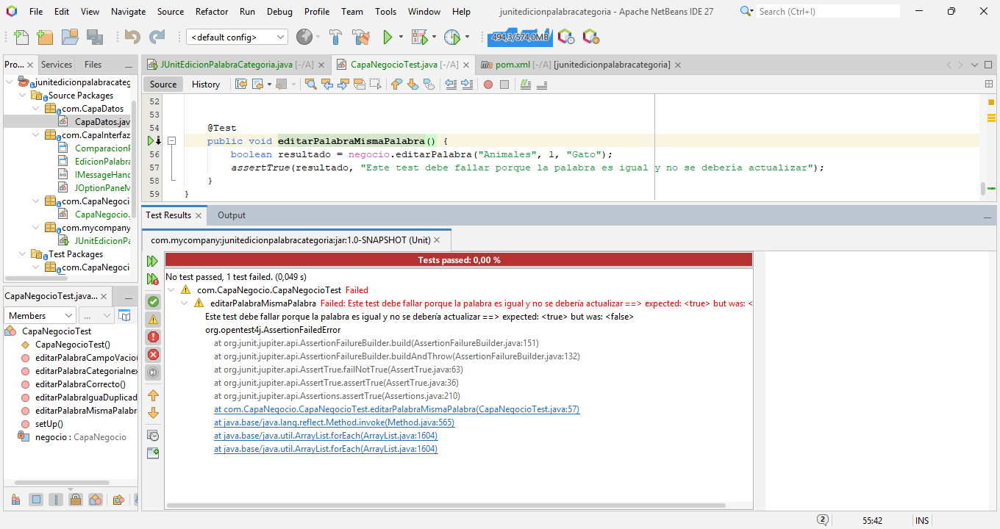 File Edit View Navigate Source Refactor Run Debug Profile Team Tools Window Help junitedicionpalabracategoria - Apache NetBeans IDE 27 Search (Ctrl+I)
<default config> 494,3/574,0MB
Pro... Services Files
JUnitEdicionPalabraCategoria.java [-/A] CapaNegocioTest.java [-/A] pom.xml [-/A] [junitedicionpalabracategoria]
Source History
junitedicionpalabracateg
Source Packages
com.CapaDatos
CapaDatos.jav
com.CapaInterfaz
ComparacionP
EdicionPalabra
IMessageHand
JOptionPaneM
com.CapaNegoci
CapaNegocio.
com.mycompany
JUnitEdicionPa
Test Packages
com.CapaNegoci
52
53
54 @Test
public void editarPalabraMismaPalabra() {
56 boolean resultado = negocio.editarPalabra("Animales", 1, "Gato");
57 assertTrue(resultado, "Este test debe fallar porque la palabra es igual y no se debería actualizar");
58 }
59 }
Test Results Output
com.mycompany:junitedicionpalabracategoria:jar:1.0-SNAPSHOT (Unit)
Tests passed: 0,00 %
No test passed, 1 test failed. (0,049 s)
com.CapaNegocio.CapaNegocioTest Failed
editarPalabraMismaPalabra Failed: Este test debe fallar porque la palabra es igual y no se debería actualizar ==> expected: <true> but was: <
Este test debe fallar porque la palabra es igual y no se debería actualizar ==> expected: <true> but was: <false>
org.opentest4j.AssertionFailedError
at org.junit.jupiter.api.AssertionFailureBuilder.build(AssertionFailureBuilder.java:151)
at org.junit.jupiter.api.AssertionFailureBuilder.buildAndThrow(AssertionFailureBuilder.java:132)
at org.junit.jupiter.api.AssertTrue.failNotTrue(AssertTrue.java:63)
at org.junit.jupiter.api.AssertTrue.assertTrue(AssertTrue.java:36)
at org.junit.jupiter.api.Assertions.assertTrue(Assertions.java:210)
at com.CapaNegocio.CapaNegocioTest.editarPalabraMismaPalabra(CapaNegocioTest.java:57)
at java.base/java.lang.reflect.Method.invoke(Method.java:565)
at java.base/java.util.ArrayList.forEach(ArrayList.java:1604)
at java.base/java.util.ArrayList.forEach(ArrayList.java:1604)
CapaNegocioTest.java...
Members ...
CapaNegocioTest
CapaNegocioTest()
editarPalabraCampoVacio(
editarPalabraCategoriaInex
editarPalabraCorrecto()
editarPalabraIguaDuplicad
editarPalabraMismaPalabr
setUp()
negocio : CapaNegocio
2 55:42 INS